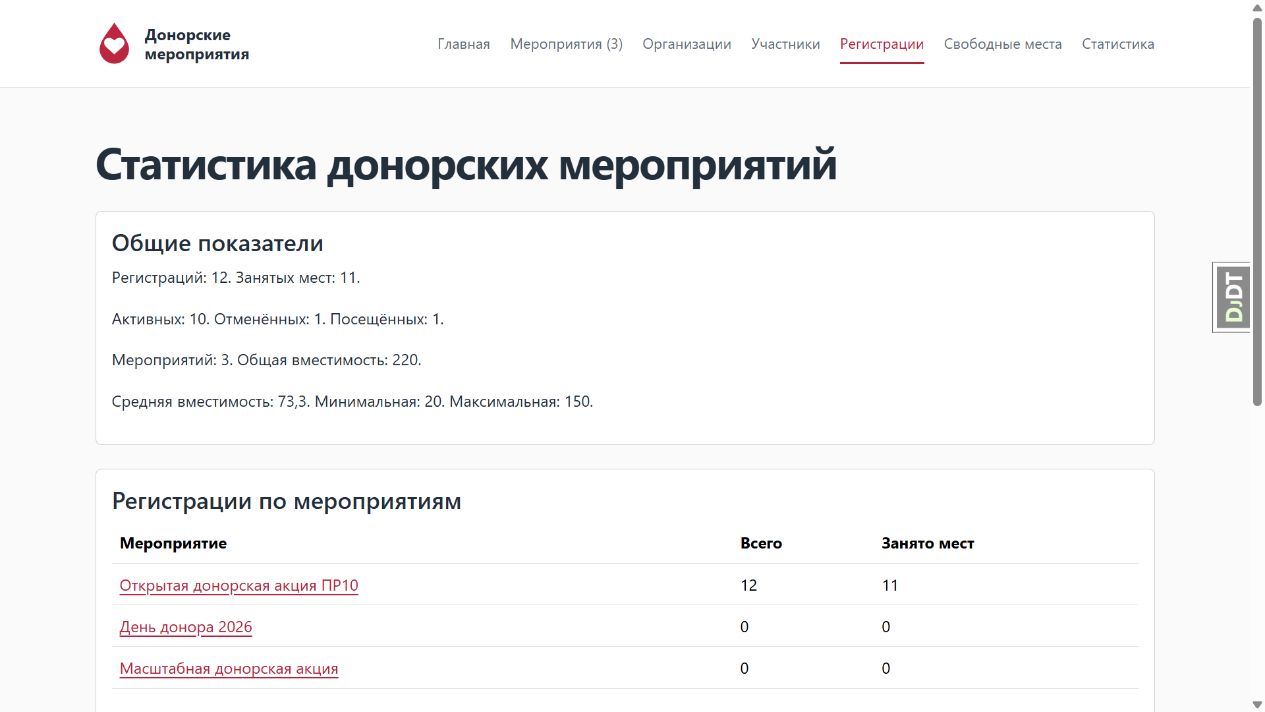 Донорские
мероприятия
Главная Мероприятия (3) Организации Участники Регистрации Свободные места Статистика
Статистика донорских мероприятий
Общие показатели
Регистраций: 12. Занятых мест: 11.
Активных: 10. Отменённых: 1. Посещённых: 1.
Мероприятий: 3. Общая вместимость: 220.
Средняя вместимость: 73,3. Минимальная: 20. Максимальная: 150.
DJDT
Регистрации по мероприятиям
Мероприятие Всего Занято мест
Открытая донорская акция ПР10 12 11
День донора 2026 0 0
Масштабная донорская акция 0 0